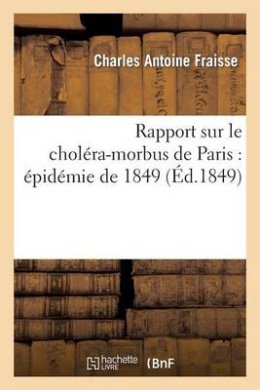 Charles Antoine Fraisse
Rapport sur le choléra-morbus de Paris :
épidémie de 1849 (Éd.1849)
hachette
LIVRE
{BnF